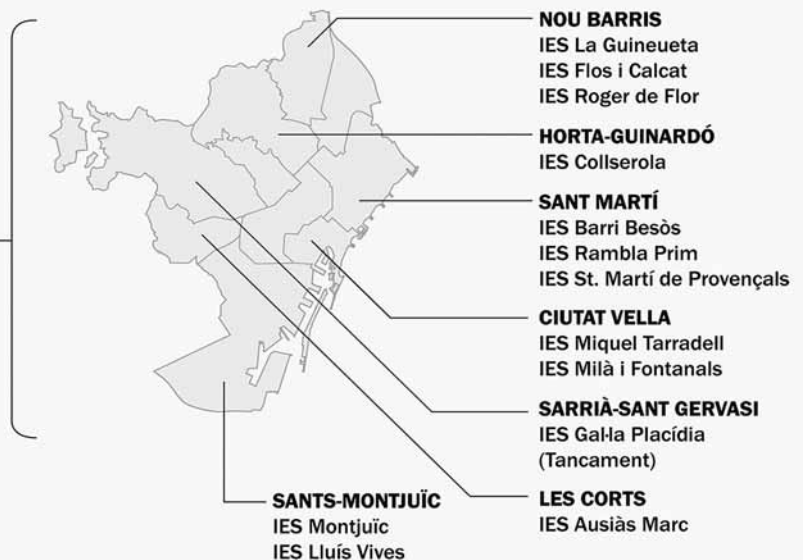 NOU BARRIS
IES La Guineueta
IES Flos i Calcat
IES Roger de Flor
HORTA-GUINARDÓ
IES Collserola
SANT MARTÍ
IES Barri Besòs
IES Rambla Prim
IES St. Martí de Provençals
CIUTAT VELLA
IES Miquel Tarradell
IES Milà i Fontanals
SARRIÀ-SANT GERVASI
IES Gal·la Placídia
(Tancament)
LES CORTS
IES Ausiàs Marc
SANTS-MONTJUÏC
IES Montjuïc
IES Lluís Vives